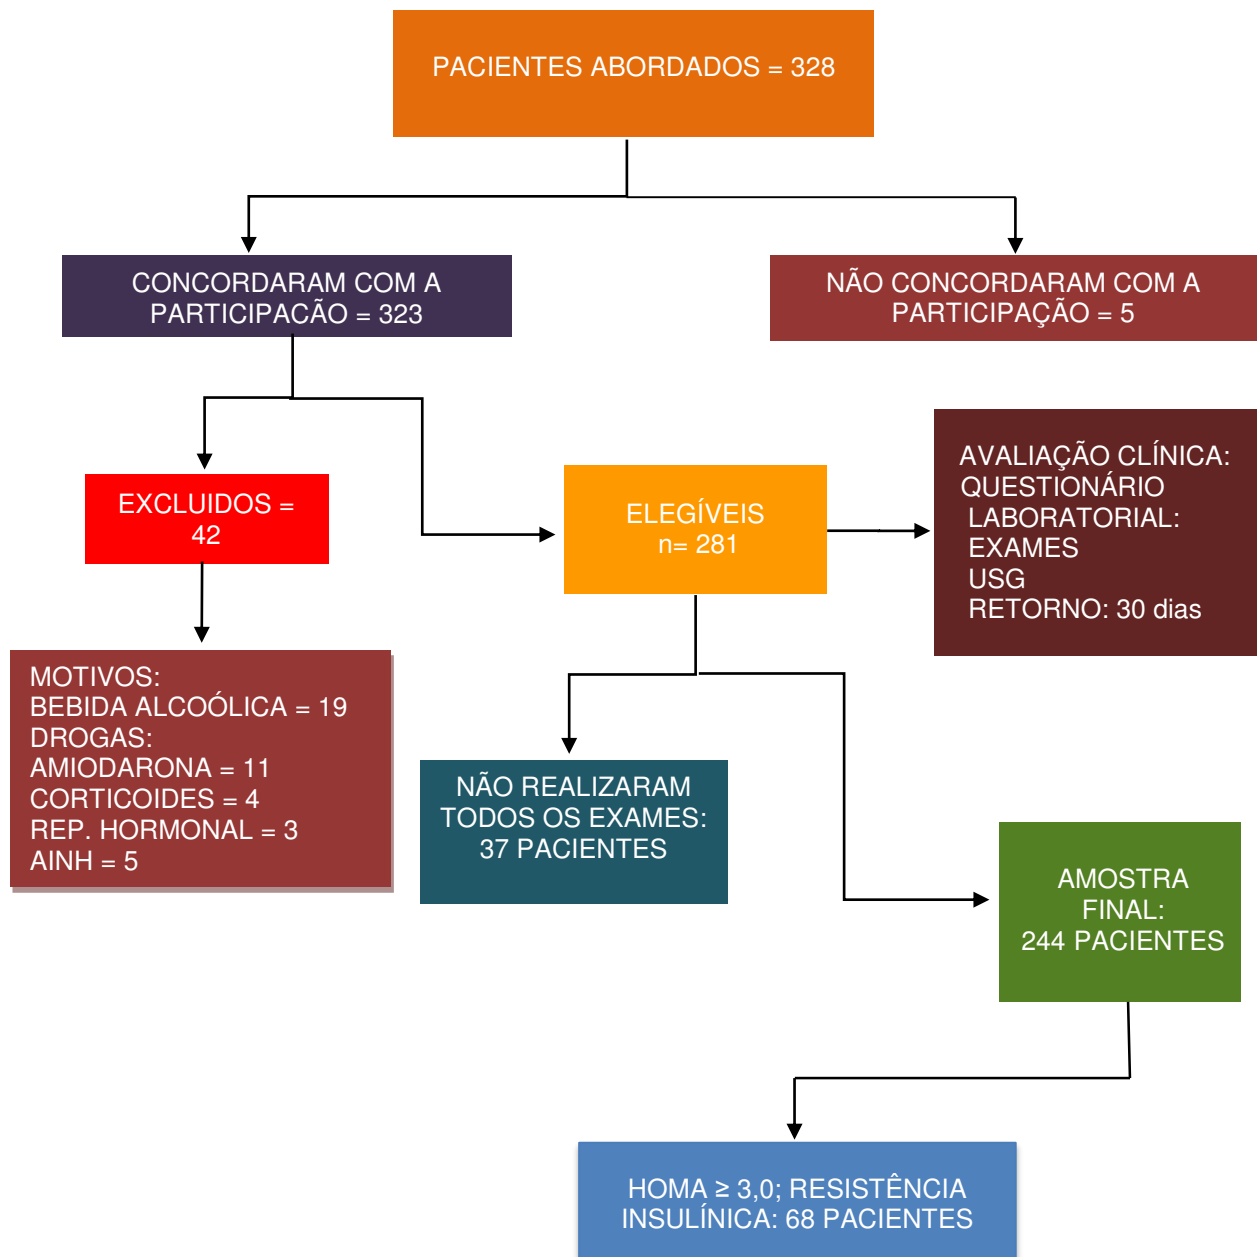 PACIENTES ABORDADOS = 328
CONCORDARAM COM A
PARTICIPACÃO = 323
NÃO CONCORDARAM COM A
PARTICIPAÇÃO = 5
EXCLUIDOS =
42
ELEGÍVEIS
n= 281
AVALIAÇÃO CLÍNICA:
QUESTIONÁRIO
LABORATORIAL:
EXAMES
USG
RETORNO: 30 dias
MOTIVOS:
BEBIDA ALCOÓLICA = 19
DROGAS:
AMIODARONA = 11
CORTICOIDES = 4
REP. HORMONAL = 3
AINH = 5
NÃO REALIZARAM
TODOS OS EXAMES:
37 PACIENTES
AMOSTRA
FINAL:
244 PACIENTES
HOMA ≥ 3,0; RESISTÊNCIA
INSULÍNICA: 68 PACIENTES